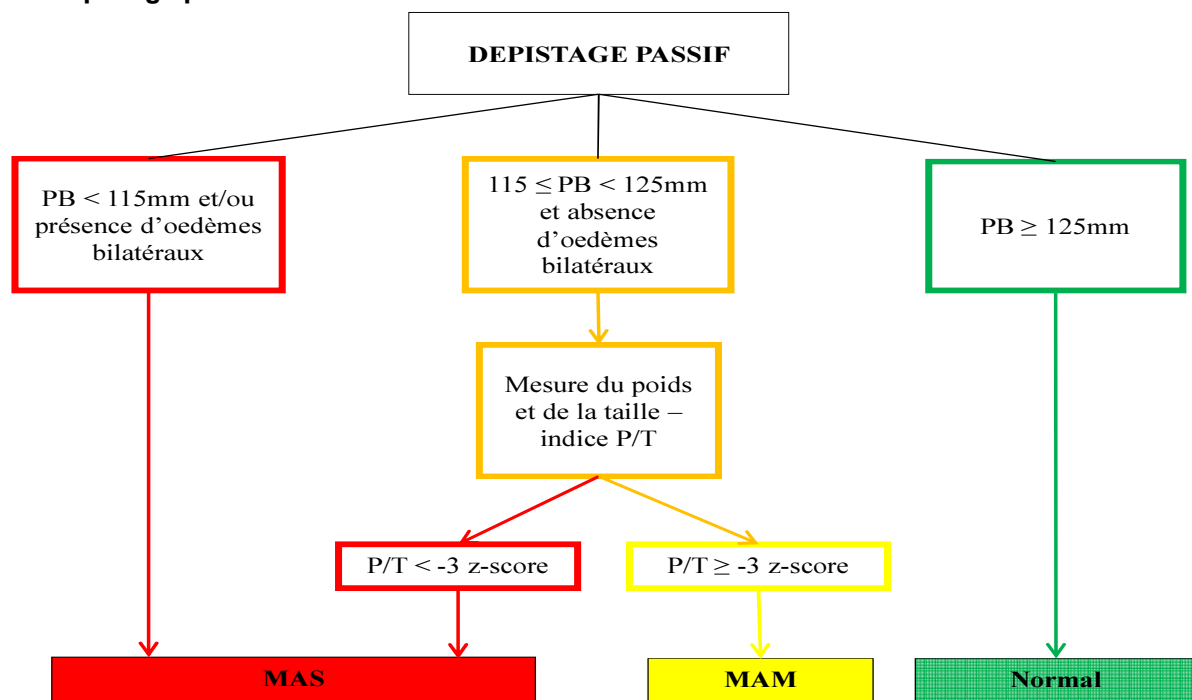 DEPISTAGE PASSIF
PB < 115mm et/ou
présence d'oedèmes
bilatéraux
115 ≤ PB < 125mm
et absence
d'oedèmes
bilatéraux
PB ≥ 125mm
Mesure du poids
et de la taille –
indice P/T
P/T < -3 z-score
P/T ≥ -3 z-score
MAS
MAM
Normal